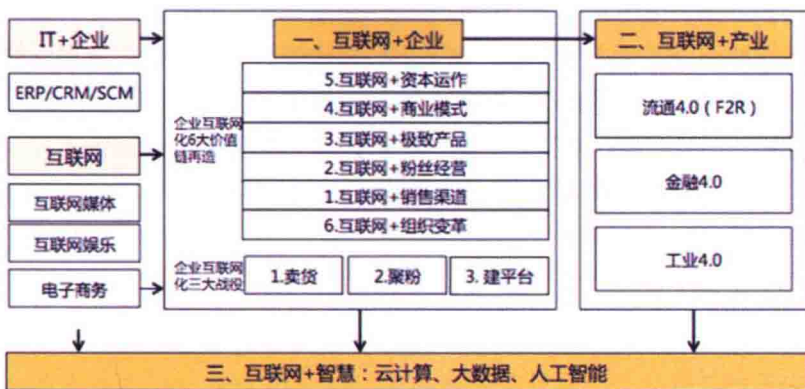 IT+企业
ERP/CRM/SCM
互联网
互联网媒体
互联网娱乐
电子商务
一、互联网+企业
企业互联网
化6大价值
链再造
5.互联网+资本运作
4.互联网+商业模式
3.互联网+极致产品
2.互联网+粉丝经营
1.互联网+销售渠道
6.互联网+组织变革
企业互联网
化三大战役
1.卖货
2.聚粉
3. 建平台
二、互联网+产业
流通4.0（F2R）
金融4.0
工业4.0
三、互联网+智慧：云计算、大数据、人工智能